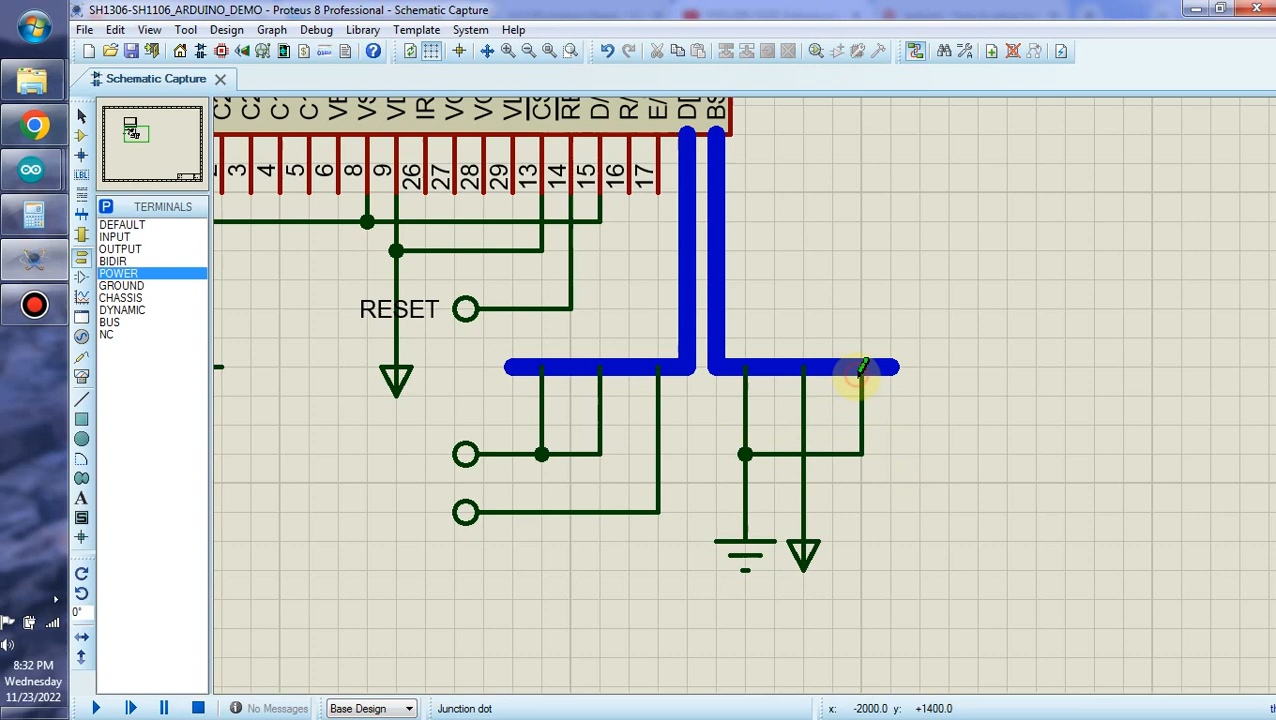 SH1306-SH1106_ARDUINO_DEMO - Proteus 8 Professional - Schematic Capture
File Edit View Tool Design Graph Debug Library Template System Help
Schematic Capture
P TERMINALS
DEFAULT
INPUT
OUTPUT
BIDIR
POWER
GROUND
CHASSIS
DYNAMIC
BUS
NC
LBL
A
S
0°
3 4 5 6 8 9 26 27 28 29 13 14 15 16 17
RESET
8:32 PM
Wednesday
11/23/2022
No Messages
Base Design
Junction dot
x: -2000.0 y: +1400.0